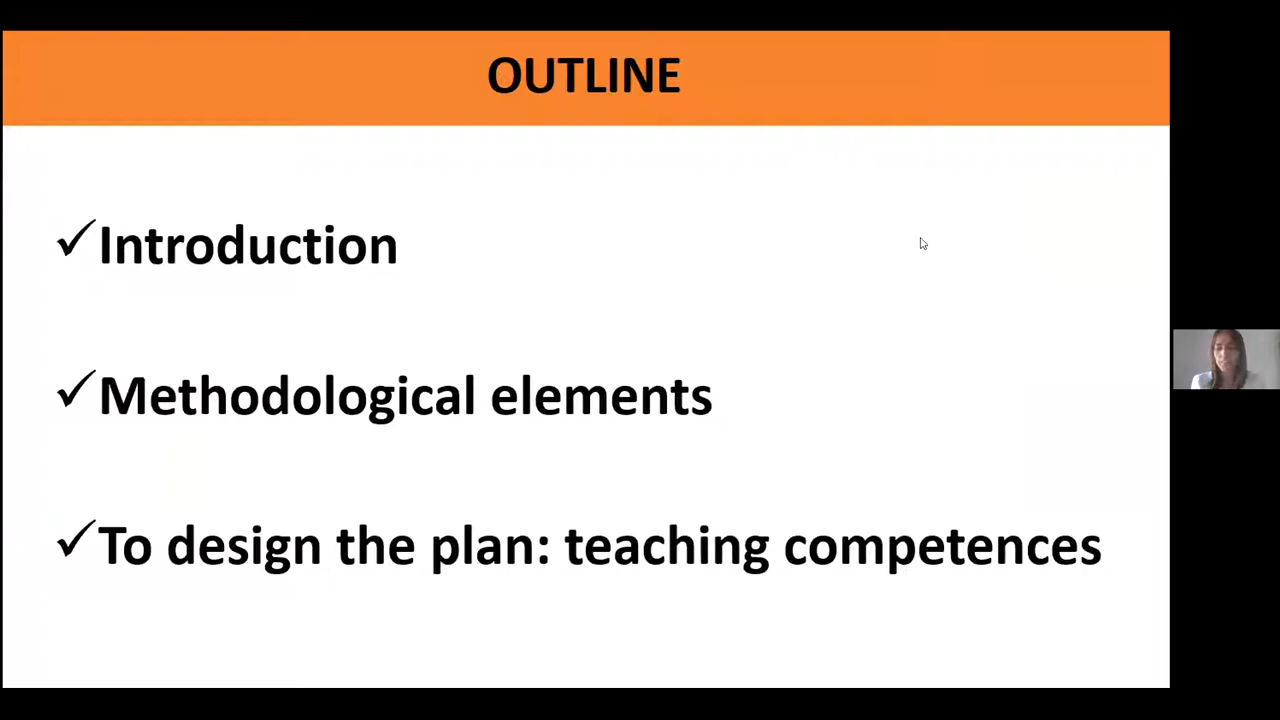 OUTLINE
✓Introduction
✓Methodological elements
✓To design the plan: teaching competences